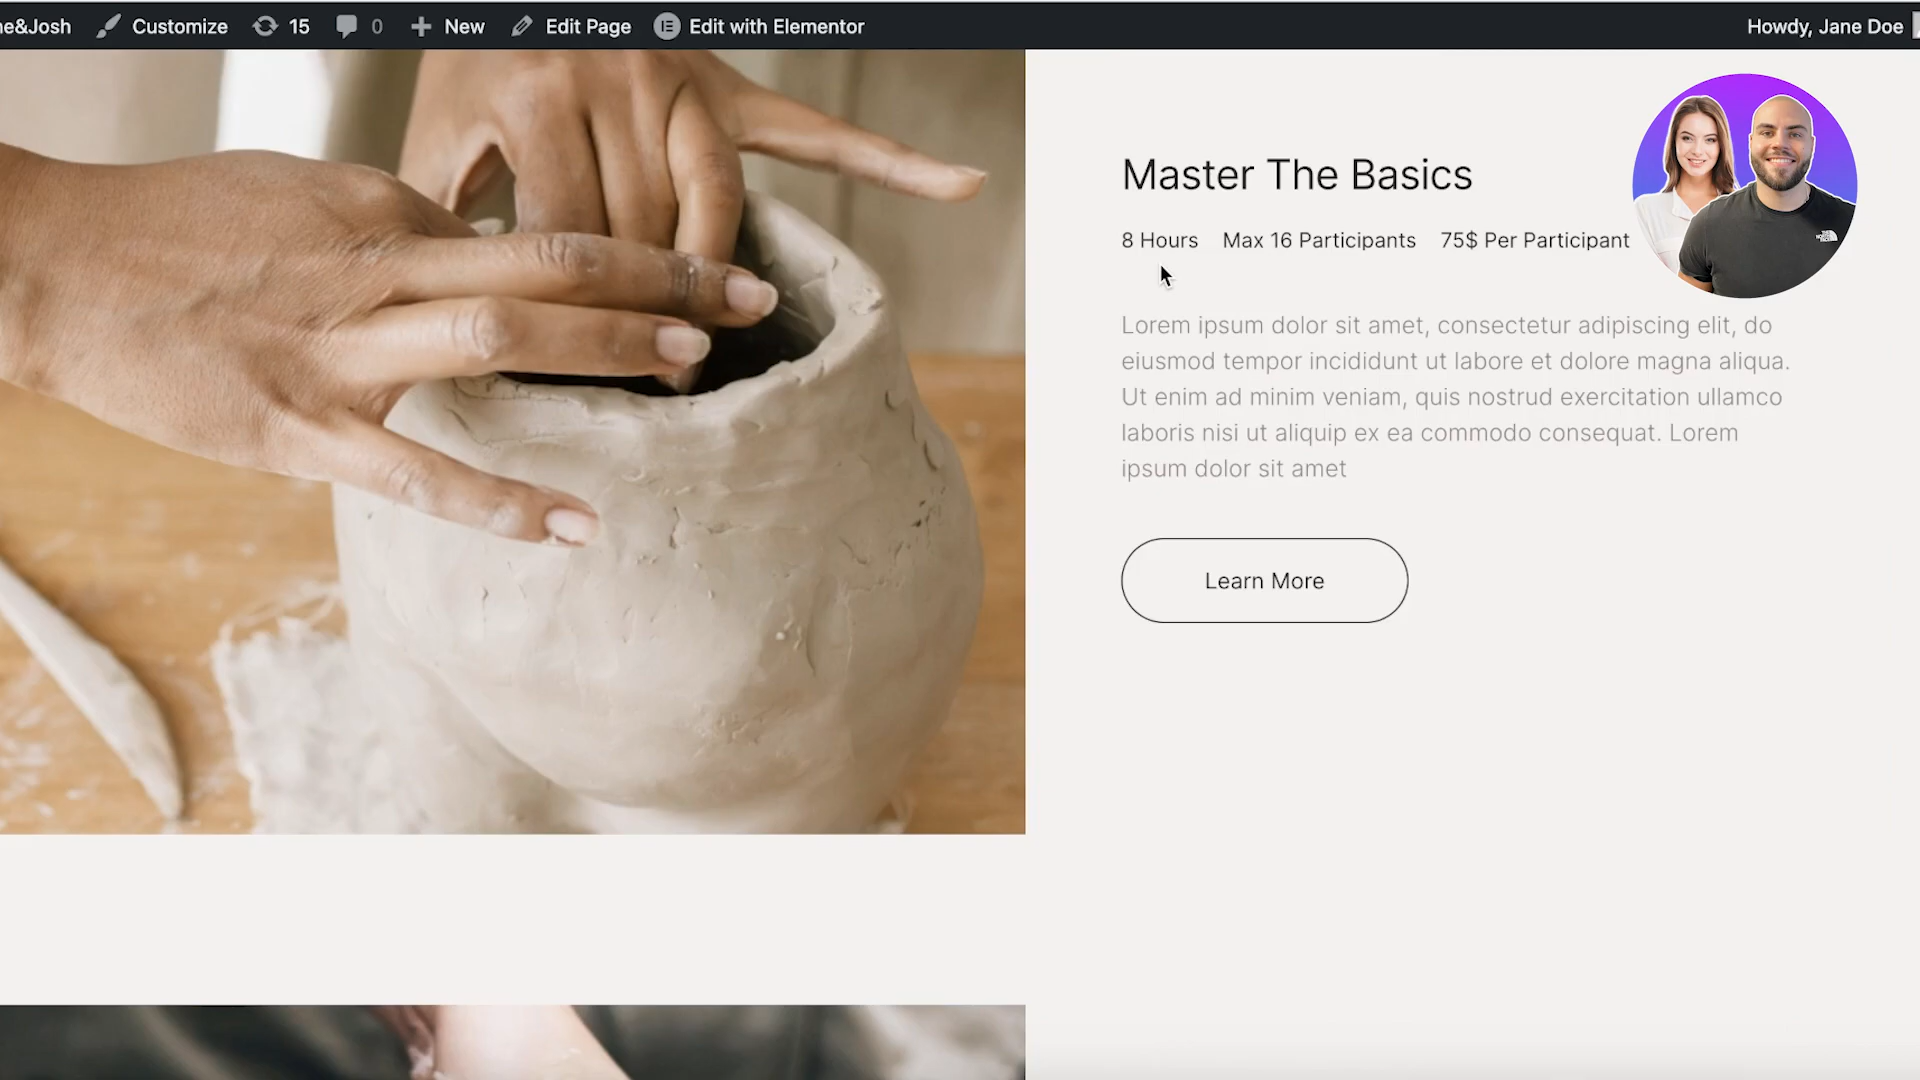 ne&Josh Customize 15 0 New Edit Page Edit with Elementor Howdy, Jane Doe
Master The Basics
8 Hours Max 16 Participants 75$ Per Participant
Lorem ipsum dolor sit amet, consectetur adipiscing elit, do
eiusmod tempor incididunt ut labore et dolore magna aliqua.
Ut enim ad minim veniam, quis nostrud exercitation ullamco
laboris nisi ut aliquip ex ea commodo consequat. Lorem
ipsum dolor sit amet
Learn More